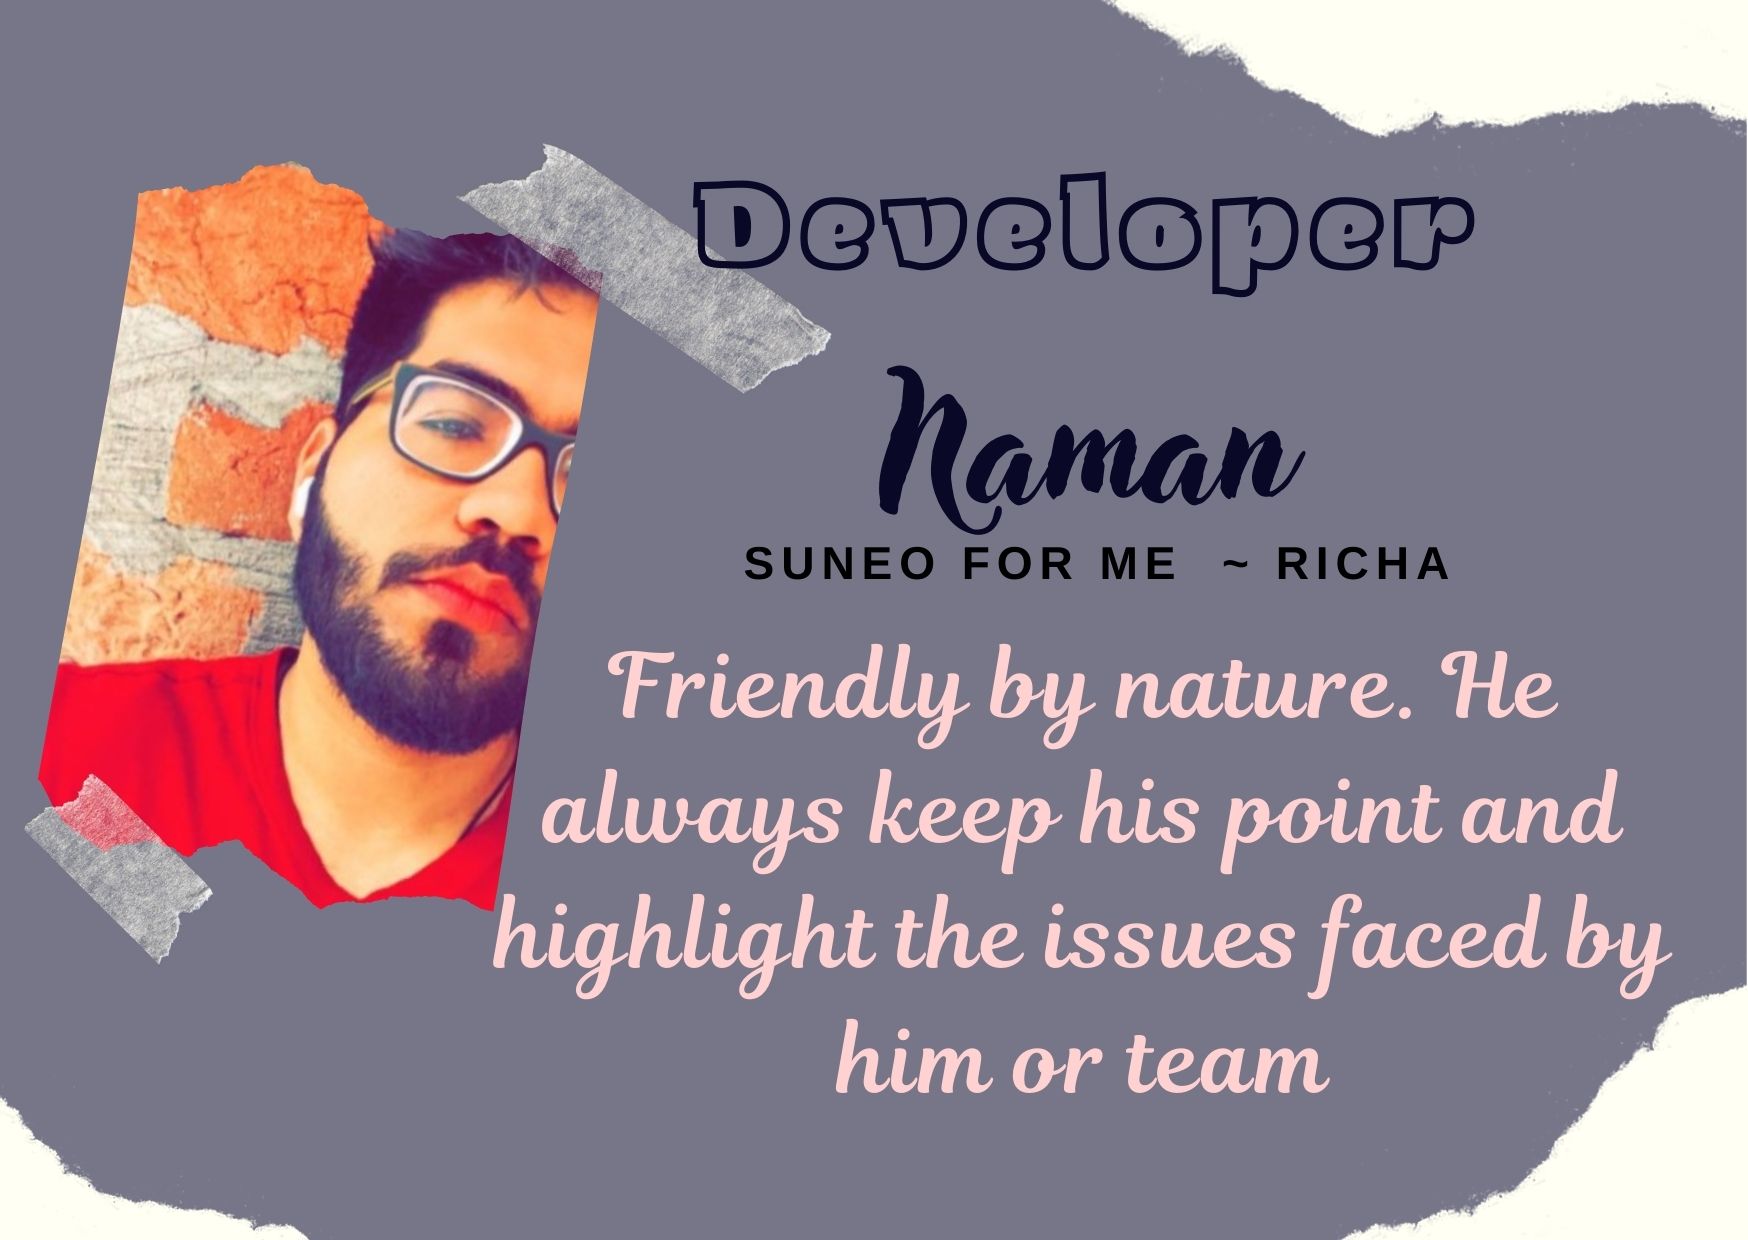 Developer
Naman
SUNEO FOR ME ~ RICHA
Friendly by nature. He
always keep his point and
highlight the issues faced by
him or team